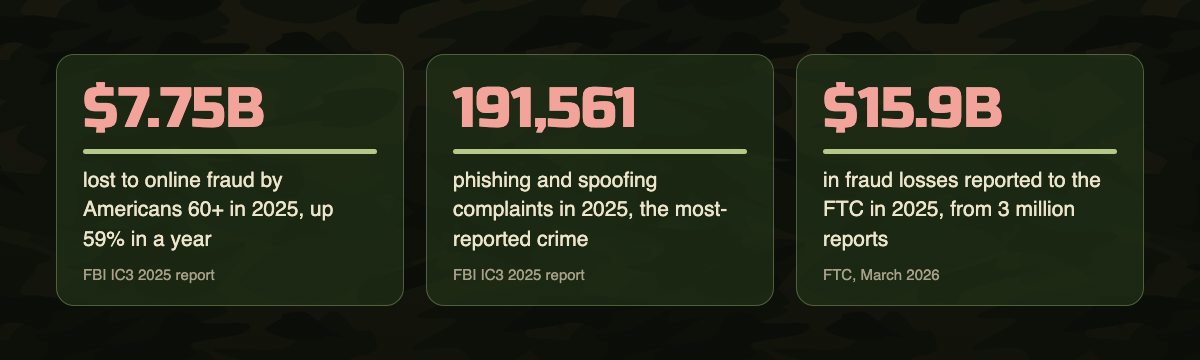 $7.75B
lost to online fraud by
Americans 60+ in 2025, up
59% in a year
FBI IC3 2025 report
191,561
phishing and spoofing
complaints in 2025, the most-
reported crime
FBI IC3 2025 report
$15.9B
in fraud losses reported to the
FTC in 2025, from 3 million
reports
FTC, March 2026